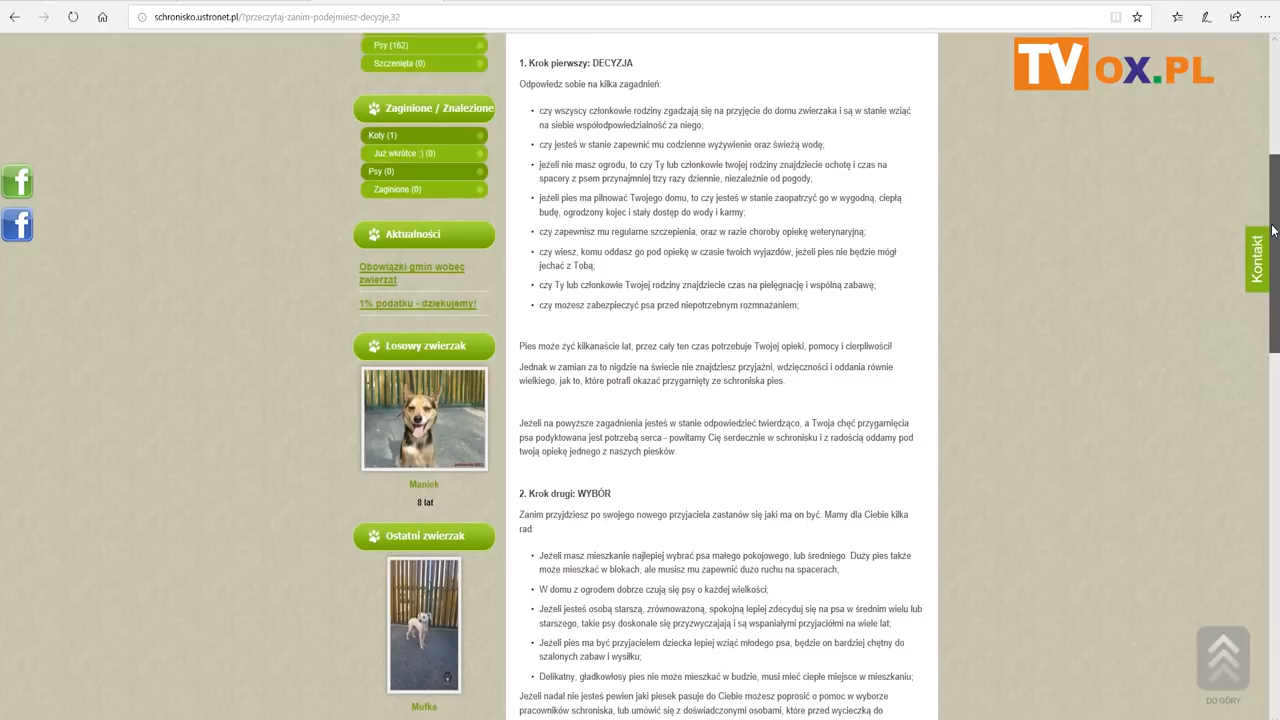 schronisko.ustronet.pl/?przeczytaj-zanim-podejmiesz-decyzje,32
TVOX.PL
Psy (162)
Szczenięta (0)
Zaginione / Znalezione
Koty (1)
Już wkrótce :) (0)
Psy (0)
Zaginione (0)
Aktualności
Obowiązki gmin wobec
zwierząt
1% podatku - dziękujemy!
Losowy zwierzak
Maniek
8 lat
Ostatni zwierzak
Mufka
1. Krok pierwszy: DECYZJA
Odpowiedz sobie na kilka zagadnień:
• czy wszyscy członkowie rodziny zgadzają się na przyjęcie do domu zwierzaka i są w stanie wziąć
na siebie współodpowiedzialność za niego;
• czy jesteś w stanie zapewnić mu codzienne wyżywienie oraz świeżą wodę;
• jeżeli nie masz ogrodu, to czy Ty lub członkowie twojej rodziny znajdziecie ochotę i czas na
spacery z psem przynajmniej trzy razy dziennie, niezależnie od pogody;
• jeżeli pies ma pilnować Twojego domu, to czy jesteś w stanie zaopatrzyć go w wygodną, ciepłą
budę, ogrodzony kojec i stały dostęp do wody i karmy;
• czy zapewnisz mu regularne szczepienia, oraz w razie choroby opiekę weterynaryjną;
• czy wiesz, komu oddasz go pod opiekę w czasie twoich wyjazdów, jeżeli pies nie będzie mógł
jechać z Tobą;
• czy Ty lub członkowie Twojej rodziny znajdziecie czas na pielęgnację i wspólną zabawę;
• czy możesz zabezpieczyć psa przed niepotrzebnym rozmnażaniem;
Pies może żyć kilkanaście lat, przez cały ten czas potrzebuje Twojej opieki, pomocy i cierpliwości!
Jednak w zamian za to nigdzie na świecie nie znajdziesz przyjaźni, wdzięczności i oddania równie
wielkiego, jak to, które potrafi okazać przygarnięty ze schroniska pies.
Jeżeli na powyższe zagadnienia jesteś w stanie odpowiedzieć twierdząco, a Twoja chęć przygarnięcia
psa podyktowana jest potrzebą serca - powitamy Cię serdecznie w schronisku i z radością oddamy pod
twoją opiekę jednego z naszych piesków.
2. Krok drugi: WYBÓR
Zanim przyjdziesz po swojego nowego przyjaciela zastanów się jaki ma on być. Mamy dla Ciebie kilka
rad:
• Jeżeli masz mieszkanie najlepiej wybrać psa małego pokojowego, lub średniego. Duży pies także
może mieszkać w blokach, ale musisz mu zapewnić dużo ruchu na spacerach;
• W domu z ogrodem dobrze czują się psy o każdej wielkości;
• Jeżeli jesteś osobą starszą, zrównoważoną, spokojną lepiej zdecyduj się na psa w średnim wielu lub
starszego, takie psy doskonale się przyzwyczajają i są wspaniałymi przyjaciółmi na wiele lat;
• Jeżeli pies ma być przyjacielem dziecka lepiej wziąć młodego psa, będzie on bardziej chętny do
szalonych zabaw i wysiłku;
• Delikatny, gładkowłosy pies nie może mieszkać w budzie, musi mieć ciepłe miejsce w mieszkaniu;
Jeżeli nadal nie jesteś pewien jaki piesek pasuje do Ciebie możesz poprosić o pomoc w wyborze
pracowników schroniska, lub umówić się z doświadczonymi osobami, które przed wycieczką do
Kontakt
DO GÓRY